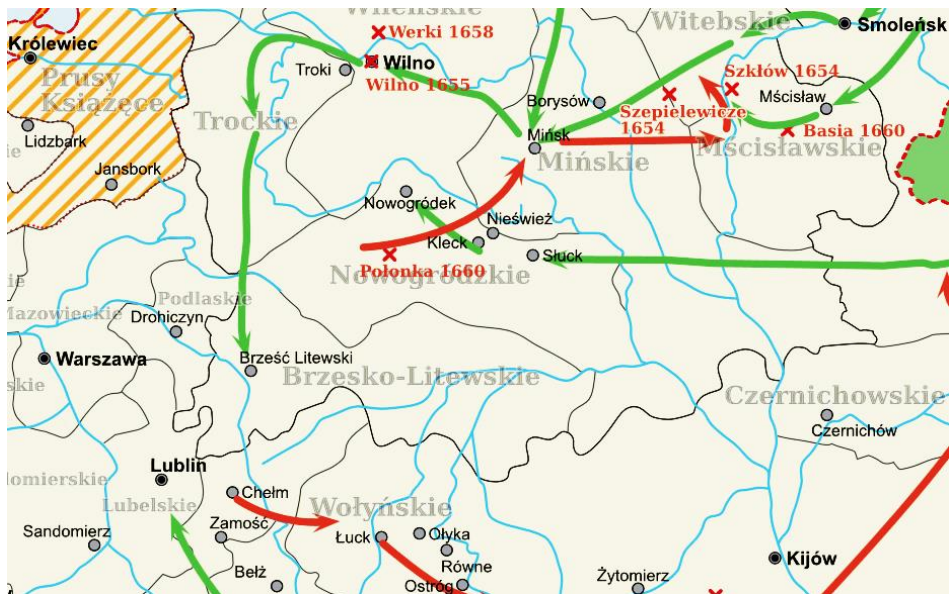 Wileńskie
Witebskie
Werki 1658
Smoleńsk
Królewiec
Wilno
Troki
Wilno 1655
Szkłów 1654
Prusy
Książęce
Borysów
Szepielewicze
1654
Mścisław
Trockie
Lidzbark
Mińsk
Basia 1660
Mińskie
Mścisławskie
Jansbork
Nowogródek
Nieśwież
Kleck
Słuck
Połonka 1660
Nowogródzkie
Podlaskie
Mazowieckie
Drohiczyn
Warszawa
Brześć Litewski
Brzesko-Litewskie
Czernichowskie
Czernichów
Lublin
Chełm
Lubelskie
Wołyńskie
Sandomierz
Zamość
Łuck
Ołyka
Równe
Kijów
Bełż
Ostróg
Żytomierz